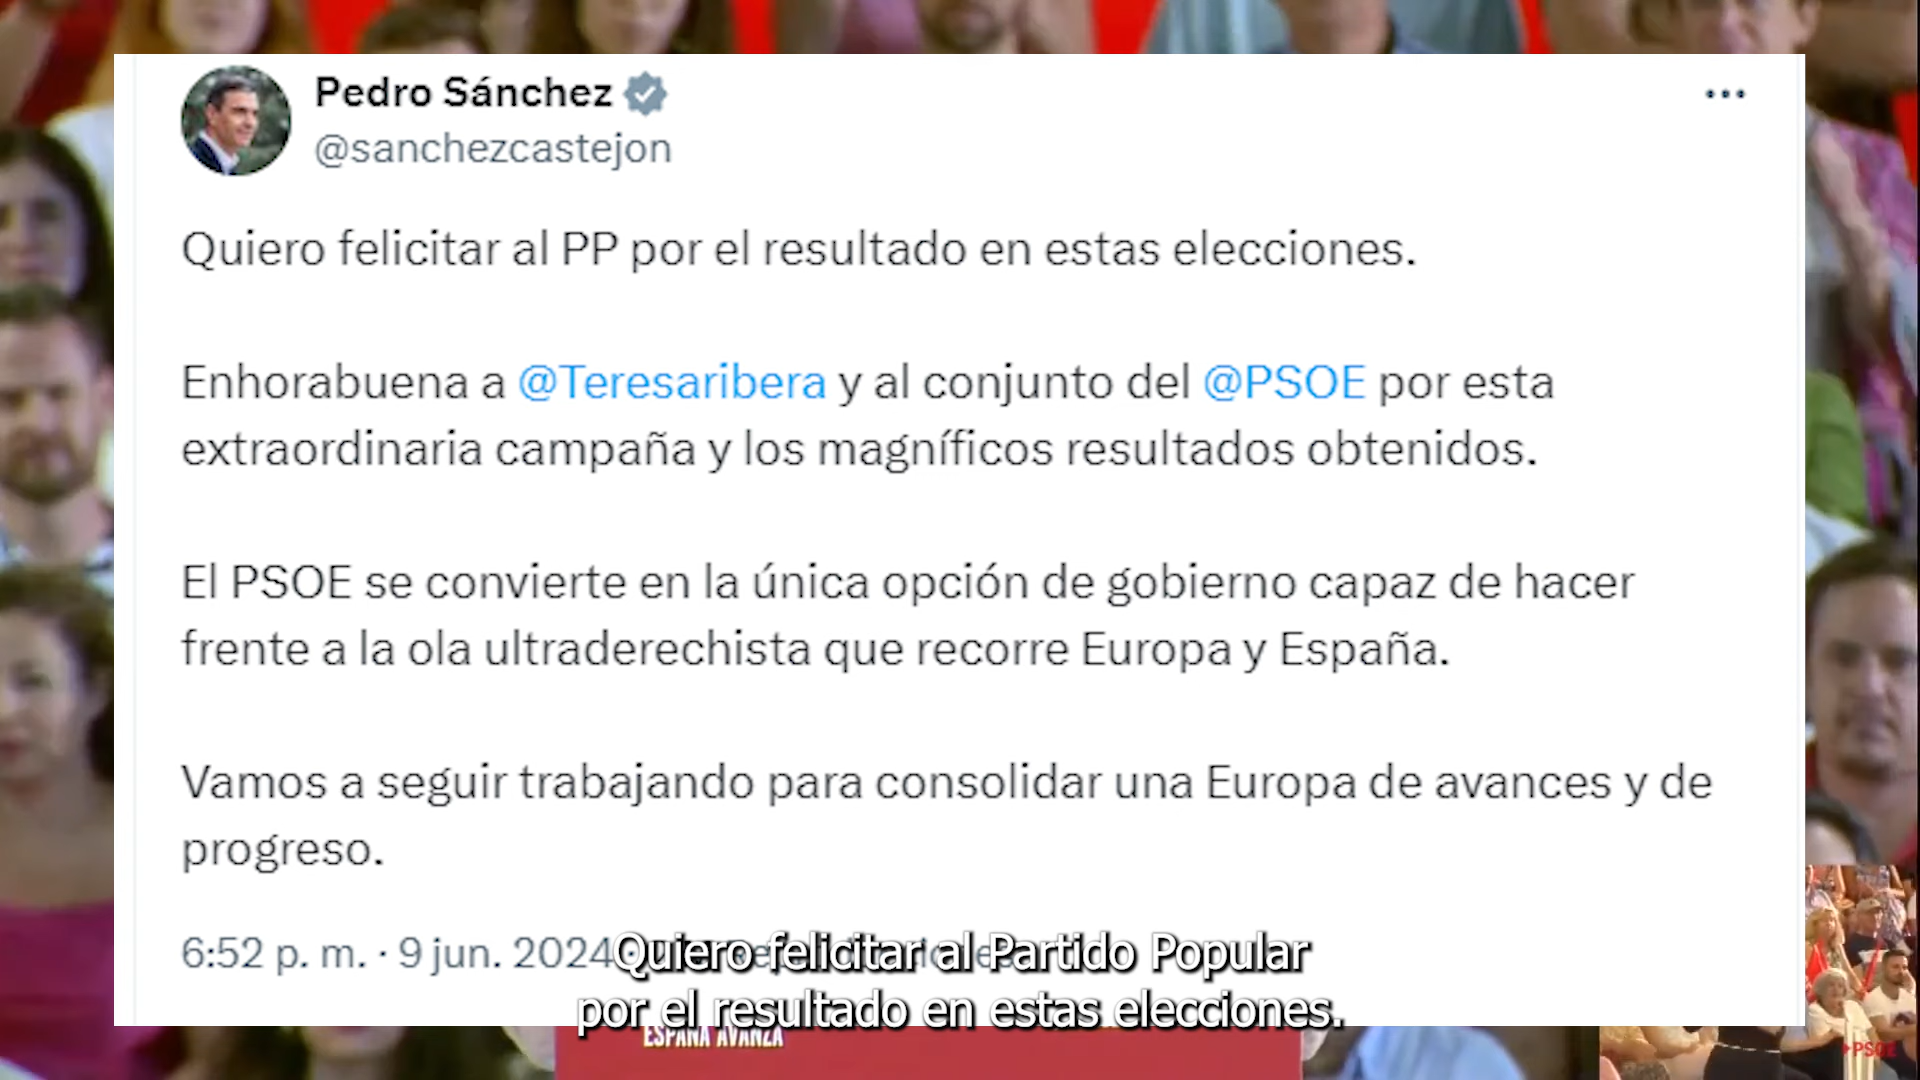 Pedro Sánchez
@sanchezcastejon
Quiero felicitar al PP por el resultado en estas elecciones.
Enhorabuena a @Teresaribera y al conjunto del @PSOE por esta
extraordinaria campaña y los magníficos resultados obtenidos.
El PSOE se convierte en la única opción de gobierno capaz de hacer
frente a la ola ultraderechista que recorre Europa y España.
Vamos a seguir trabajando para consolidar una Europa de avances y de
progreso.
6:52 p. m. · 9 jun. 2024
Quiero felicitar al Partido Popular
por el resultado en estas elecciones.
ESPAÑA AVANZA
PSOE